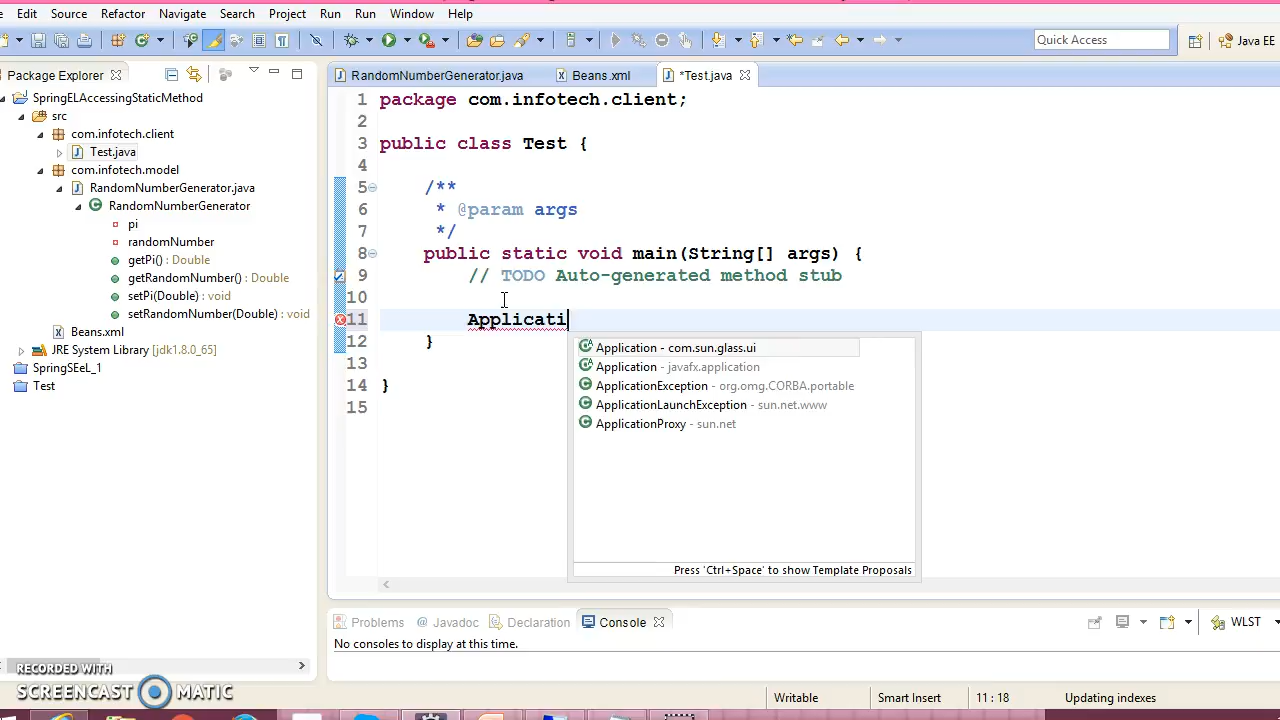 Edit Source Refactor Navigate Search Project Run Run Window Help
Quick Access
Java EE
Package Explorer
SpringELAccessingStaticMethod
src
com.infotech.client
Test.java
com.infotech.model
RandomNumberGenerator.java
RandomNumberGenerator
pi
randomNumber
getPi() : Double
getRandomNumber() : Double
setPi(Double) : void
setRandomNumber(Double) : void
Beans.xml
JRE System Library [jdk1.8.0_65]
SpringSEeL_1
Test
RandomNumberGenerator.java Beans.xml *Test.java
1 package com.infotech.client;
2
3 public class Test {
4
5 /**
6 * @param args
7 */
8 public static void main(String[] args) {
9 // TODO Auto-generated method stub
10
11 Applicati
12 }
13
14 }
15
Application - com.sun.glass.ui
Application - javafx.application
ApplicationException - org.omg.CORBA.portable
ApplicationLaunchException - sun.net.www
ApplicationProxy - sun.net
Press 'Ctrl+Space' to show Template Proposals
Problems @ Javadoc Declaration Console
WLST
No consoles to display at this time.
RECORDED WITH
SCREENCAST MATIC
Writable Smart Insert 11 : 18 Updating indexes